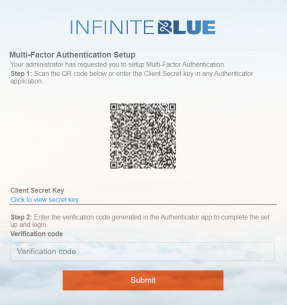 INFINITE BLUE
Multi-Factor Authentication Setup
Your administrator has requested you to setup Multi-Factor Authentication.
Step 1: Scan the QR code below or enter the Client Secret key in any Authenticator
application.
Client Secret Key
Click to view secret key
Step 2: Enter the verification code generated in the Authenticator app to complete the set
up and login.
Verification code
Verification code
Submit